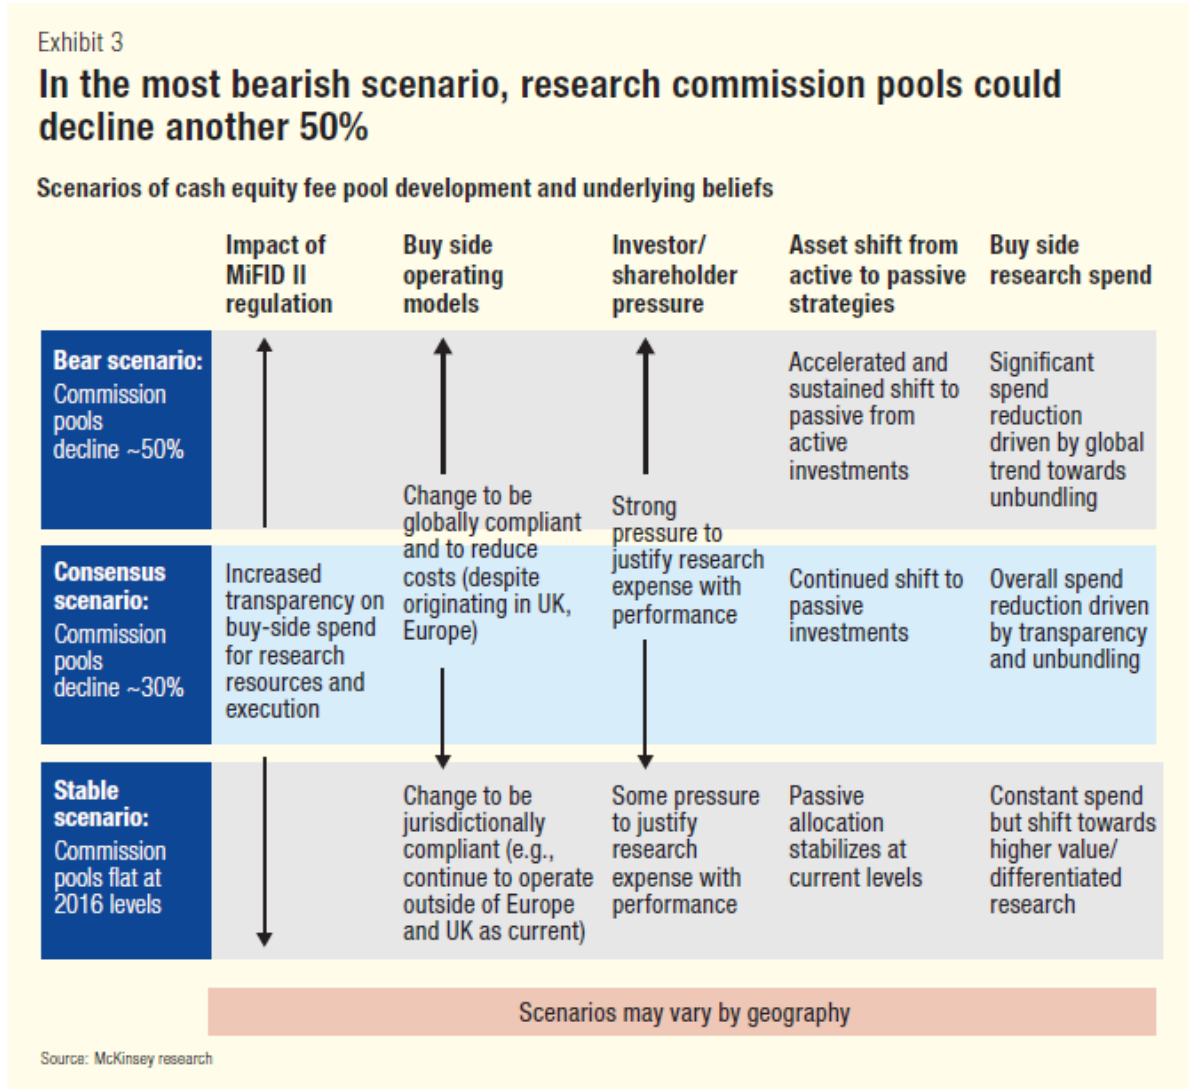 Exhibit 3
In the most bearish scenario, research commission pools could
decline another 50%
Scenarios of cash equity fee pool development and underlying beliefs
Impact of
MiFID II
regulation
Buy side
operating
models
Investor/
shareholder
pressure
Asset shift from
active to passive
strategies
Buy side
research spend
Bear scenario:
Commission
pools
decline ~50%
Accelerated and
sustained shift to
passive from
active
investments
Significant
spend
reduction
driven by global
trend towards
unbundling
Consensus
scenario:
Commission
pools
decline ~30%
Increased
transparency on
buy-side spend
for research
resources and
execution
Change to be
globally compliant
and to reduce
costs (despite
originating in UK,
Europe)
Strong
pressure to
justify research
expense with
performance
Continued shift to
passive
investments
Overall spend
reduction driven
by transparency
and unbundling
Stable
scenario:
Commission
pools flat at
2016 levels
Change to be
jurisdictionally
compliant (e.g.,
continue to operate
outside of Europe
and UK as current)
Some pressure
to justify
research
expense with
performance
Passive
allocation
stabilizes at
current levels
Constant spend
but shift towards
higher value/
differentiated
research
Scenarios may vary by geography
Source: McKinsey research